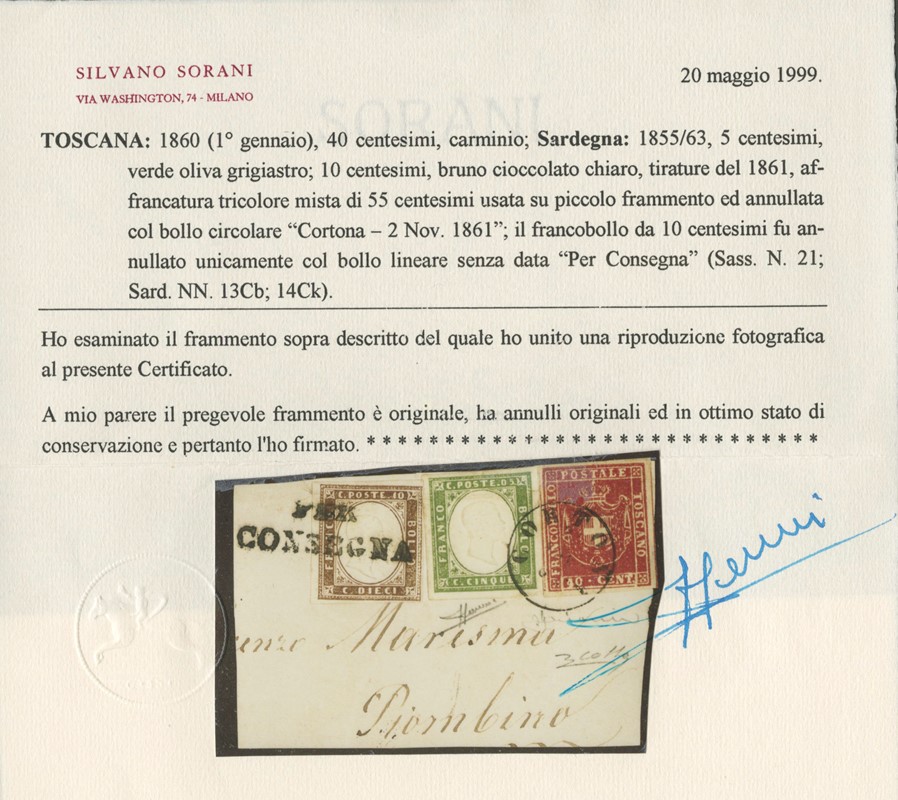 SILVANO SORANI
VIA WASHINGTON, 74 - MILANO
20 maggio 1999.
SORANI
TOSCANA: 1860 (1° gennaio), 40 centesimi, carminio; Sardegna: 1855/63, 5 centesimi,
verde oliva grigiastro; 10 centesimi, bruno cioccolato chiaro, tirature del 1861, af-
francatura tricolore mista di 55 centesimi usata su piccolo frammento ed annullata
col bollo circolare “Cortona – 2 Nov. 1861”; il francobollo da 10 centesimi fu an-
nullato unicamente col bollo lineare senza data “Per Consegna” (Sass. N. 21;
Sard. NN. 13Cb; 14Ck).
Ho esaminato il frammento sopra descritto del quale ho unito una riproduzione fotografica
al presente Certificato.
A mio parere il pregevole frammento è originale, ha annulli originali ed in ottimo stato di
conservazione e pertanto l'ho firmato. * * * * * * * * * * * * * * * * * * * * * * * * * * * * *
PER
CONSEGNA
C. POSTE 10
BOLLO
C. DIECI
C. POSTE. 05
FRANCO
C. CINQUE
FRANCOBOLLO
POSTALE
TOSCANO
40 · CENT
Marisma
Piombino